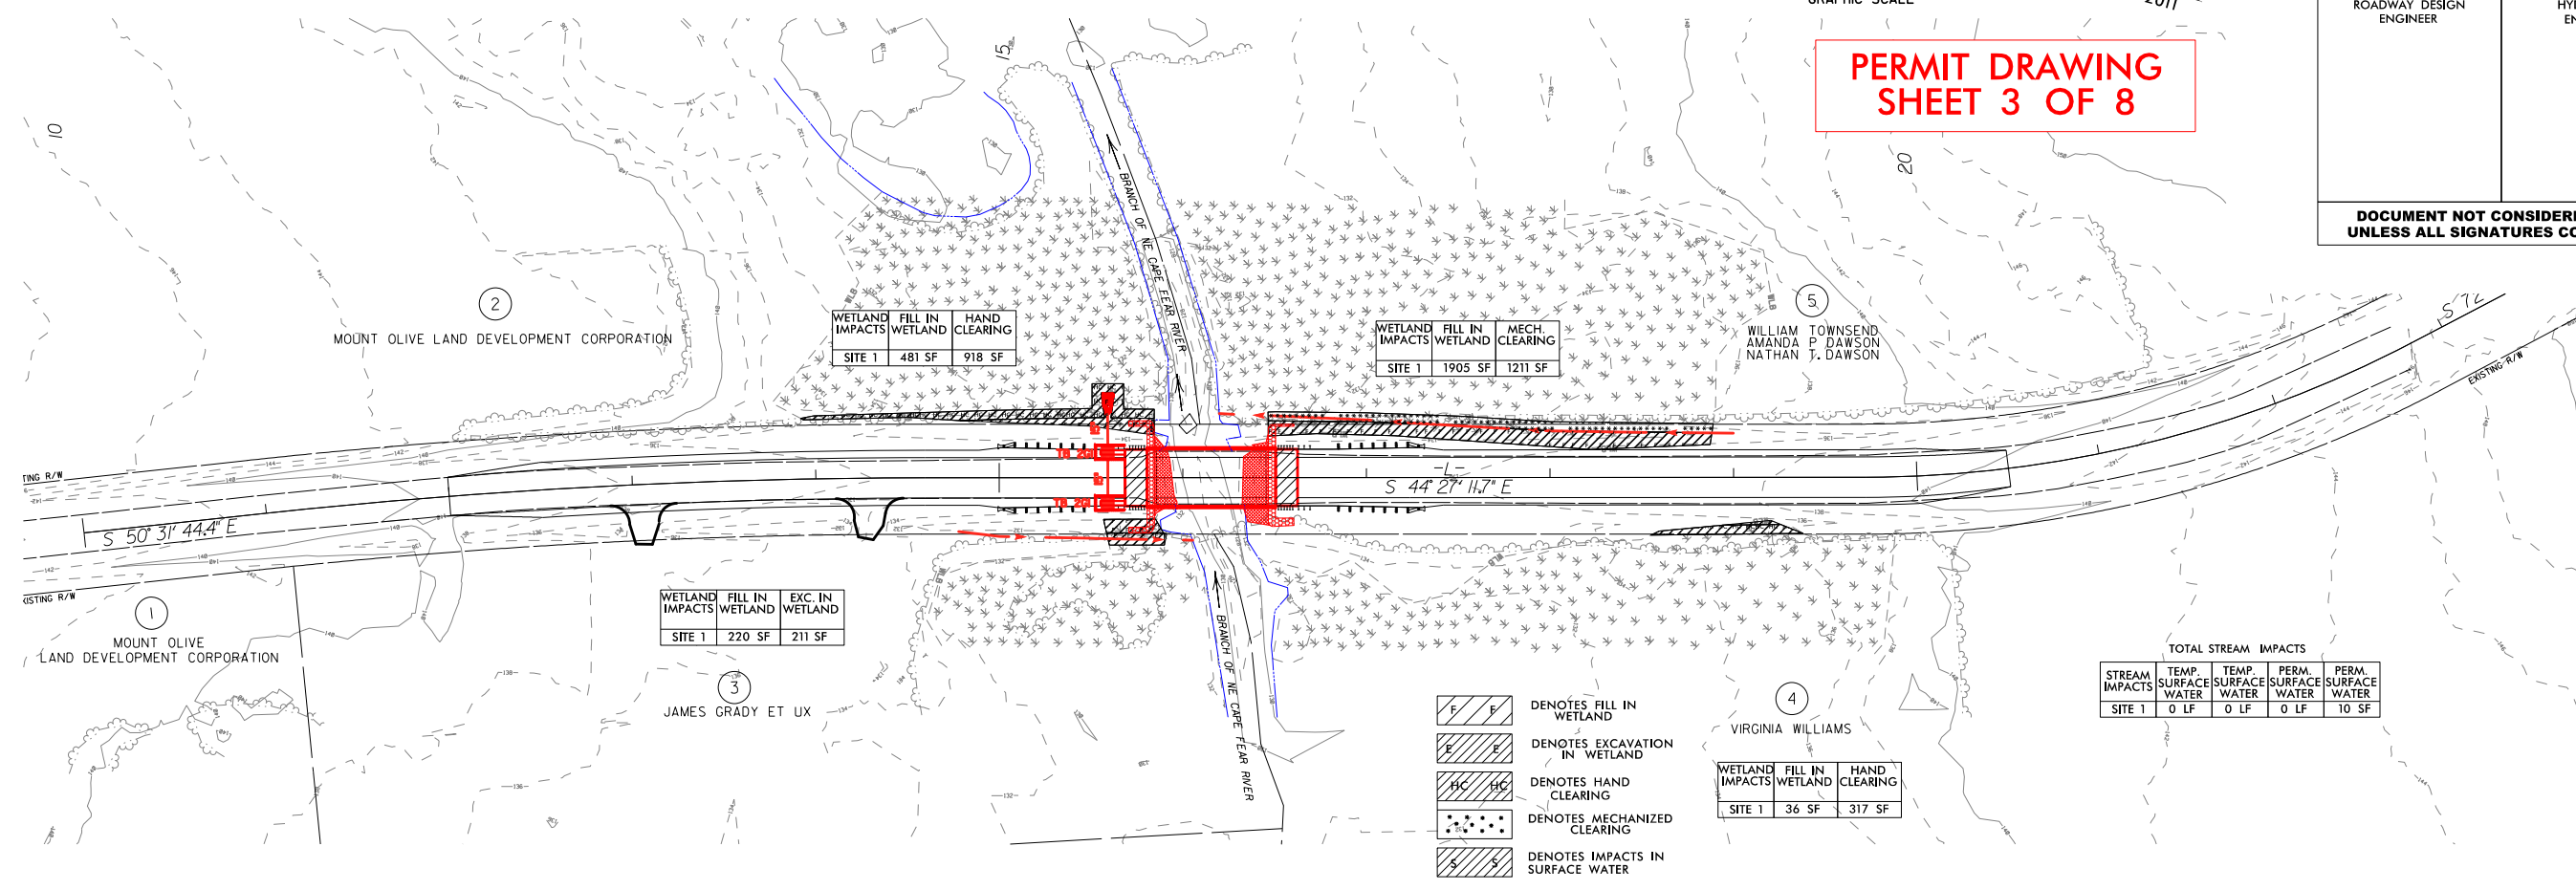 GRAPHIC SCALE
2011
ROADWAY DESIGN
ENGINEER
PERMIT DRAWING
SHEET 3 OF 8
DOCUMENT NOT CONSIDERE
UNLESS ALL SIGNATURES CO
10
15
20
2
MOUNT OLIVE LAND DEVELOPMENT CORPORATION
WETLAND IMPACTS FILL IN WETLAND HAND CLEARING
SITE 1 481 SF 918 SF
BRANCH OF NE CAPE FEAR RIVER
WETLAND IMPACTS FILL IN WETLAND MECH. CLEARING
SITE 1 1905 SF 1211 SF
5
WILLIAM TOWNSEND
AMANDA P DAWSON
NATHAN T. DAWSON
S 72
EXISTING R/W
TING R/W
S 50° 31' 44.4" E
-L-
S 44° 27' 11.7" E
XISTING R/W
1
MOUNT OLIVE
LAND DEVELOPMENT CORPORATION
WETLAND IMPACTS FILL IN WETLAND EXC. IN WETLAND
SITE 1 220 SF 211 SF
3
JAMES GRADY ET UX
BRANCH OF NE CAPE FEAR RIVER
F F DENOTES FILL IN
WETLAND
E E DENOTES EXCAVATION
IN WETLAND
HC HC DENOTES HAND
CLEARING
DENOTES MECHANIZED
CLEARING
S S DENOTES IMPACTS IN
SURFACE WATER
4
VIRGINIA WILLIAMS
WETLAND IMPACTS FILL IN WETLAND HAND CLEARING
SITE 1 36 SF 317 SF
TOTAL STREAM IMPACTS
STREAM IMPACTS TEMP. SURFACE WATER TEMP. SURFACE WATER PERM. SURFACE WATER PERM. SURFACE WATER
SITE 1 0 LF 0 LF 0 LF 10 SF